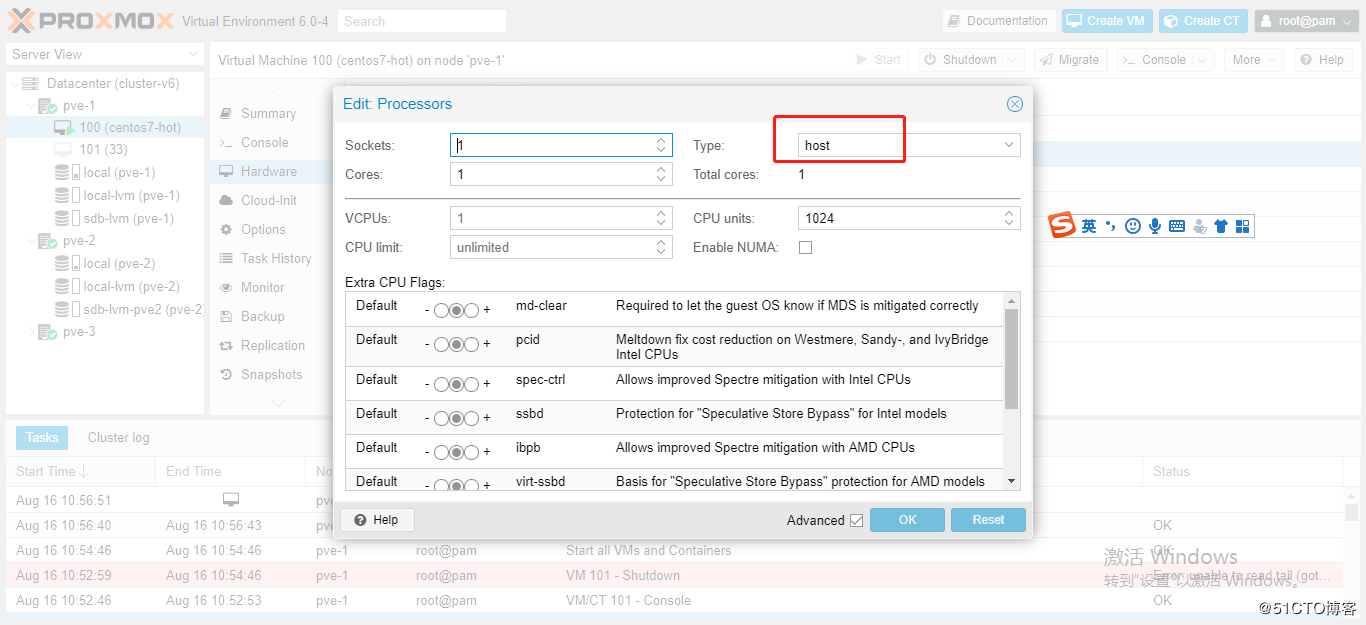 PROXMOX Virtual Environment 6.0-4 Search Documentation Create VM Create CT root@pam
Server View
Virtual Machine 100 (centos7-hot) on node 'pve-1' Start Shutdown Migrate Console More Help
Datacenter (cluster-v6)
pve-1
100 (centos7-hot)
101 (33)
local (pve-1)
local-lvm (pve-1)
sdb-lvm (pve-1)
pve-2
local (pve-2)
local-lvm (pve-2)
sdb-lvm-pve2 (pve-2)
pve-3
Summary
Console
Hardware
Cloud-Init
Options
Task History
Monitor
Backup
Replication
Snapshots
Edit: Processors
Sockets: 1 Type: host
Cores: 1 Total cores: 1
VCPUs: 1 CPU units: 1024
CPU limit: unlimited Enable NUMA:
Extra CPU Flags:
Default - + md-clear Required to let the guest OS know if MDS is mitigated correctly
Default - + pcid Meltdown fix cost reduction on Westmere, Sandy-, and IvyBridge
Intel CPUs
Default - + spec-ctrl Allows improved Spectre mitigation with Intel CPUs
Default - + ssbd Protection for "Speculative Store Bypass" for Intel models
Default - + ibpb Allows improved Spectre mitigation with AMD CPUs
Default - + virt-ssbd Basis for "Speculative Store Bypass" protection for AMD models
Help Advanced OK Reset
S 英
Tasks Cluster log
Start Time End Time No Status
Aug 16 10:56:51 pve
Aug 16 10:56:40 Aug 16 10:56:43 pve OK
Aug 16 10:54:46 Aug 16 10:54:46 pve-1 root@pam Start all VMs and Containers OK
Aug 16 10:52:59 Aug 16 10:54:46 pve-1 root@pam VM 101 - Shutdown Error: unable to read tail (got...
Aug 16 10:52:46 Aug 16 10:52:53 pve-1 root@pam VM/CT 101 - Console OK
激活 Windows
转到"设置"以激活 Windows。
@51CTO博客